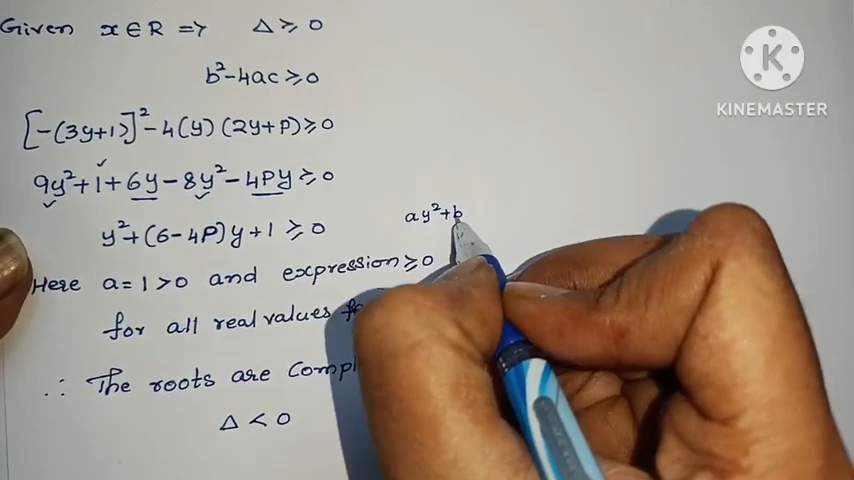 Given x∈R ⇒ Δ ≥ 0
b²-4ac ≥ 0
[-(3y+1)]² - 4(y)(2y+P) ≥ 0
9y²+1+6y-8y²-4Py ≥ 0
y²+(6-4P)y+1 ≥ 0
ay²+b
Here a=1>0 and expression ≥ 0
for all real values
∴ The roots are
Δ < 0
K
KINEMASTER